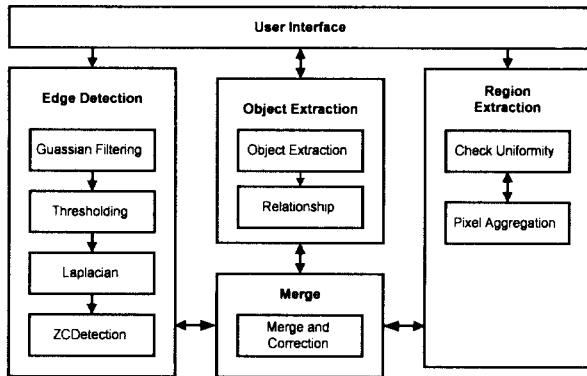 User Interface
Edge Detection
Guassian Filtering
Thresholding
Laplacian
ZCDetection
Object Extraction
Object Extraction
Relationship
Merge
Merge and
Correction
Region
Extraction
Check Uniformity
Pixel Aggregation